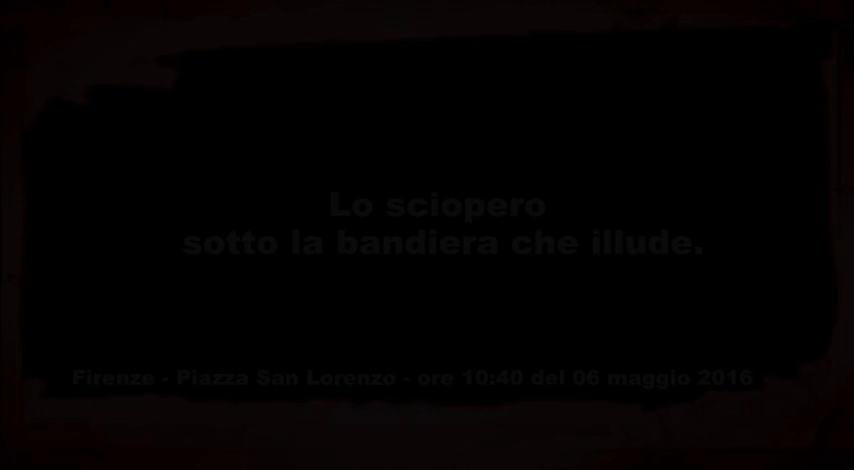 Lo sciopero
sotto la bandiera che illude.
Firenze - Piazza San Lorenzo - ore 10:40 del 06 maggio 2016